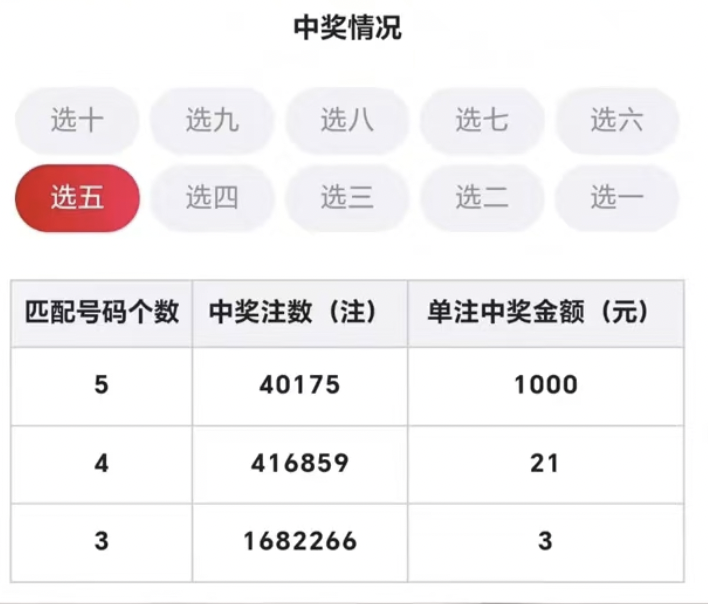 中奖情况
选十 选九 选八 选七 选六
选五 选四 选三 选二 选一
匹配号码个数 中奖注数（注） 单注中奖金额（元）
5 40175 1000
4 416859 21
3 1682266 3